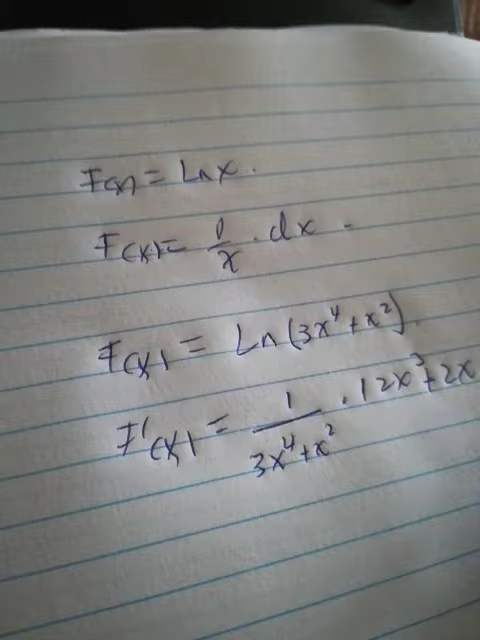 F(x) = Ln x.
F(x) = 1/x . dx .
F(x) = Ln (3x⁴ + x²).
F'(x) = 1/(3x⁴+x²) . 12x³+2x